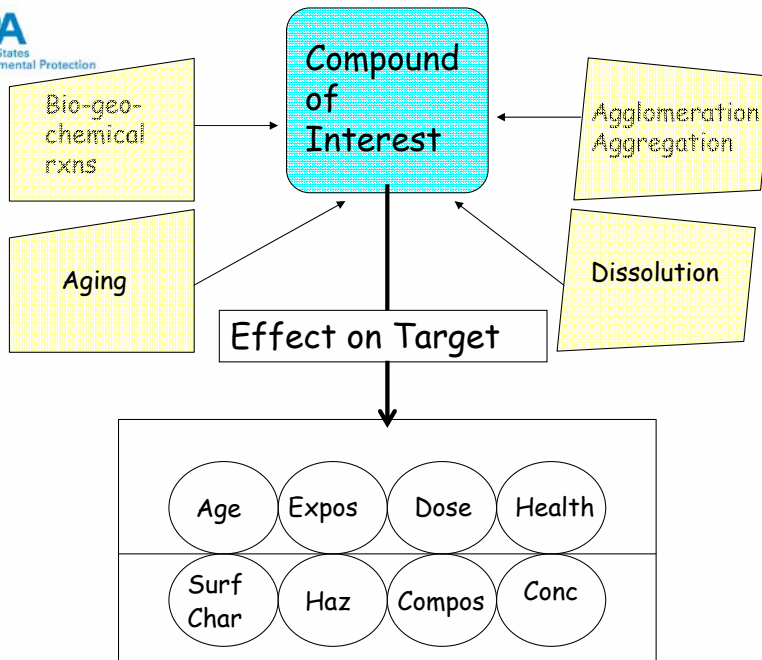 States
mental Protection
Compound
of
Interest
Bio-geo-
chemical
rxns
Agglomeration
Aggregation
Aging
Dissolution
Effect on Target
Age
Expos
Dose
Health
Surf
Char
Haz
Compos
Conc